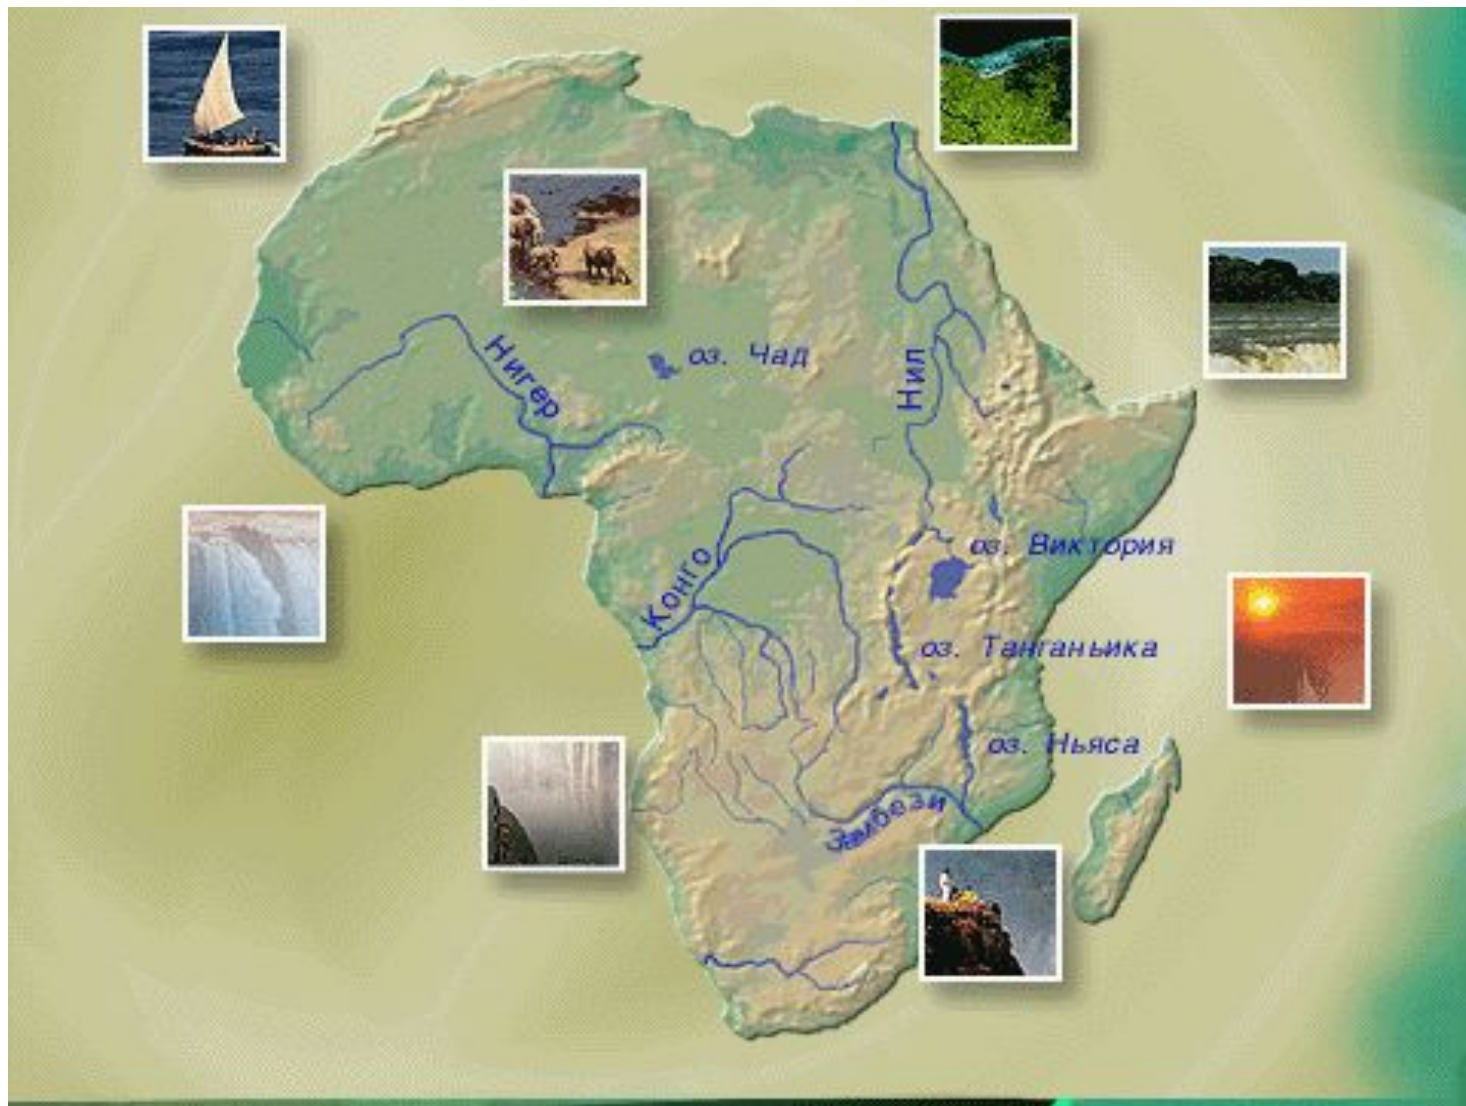 Нигер
оз. Чад
Нил
оз. Виктория
Конго
оз. Танганьика
оз. Ньяса
Замбези